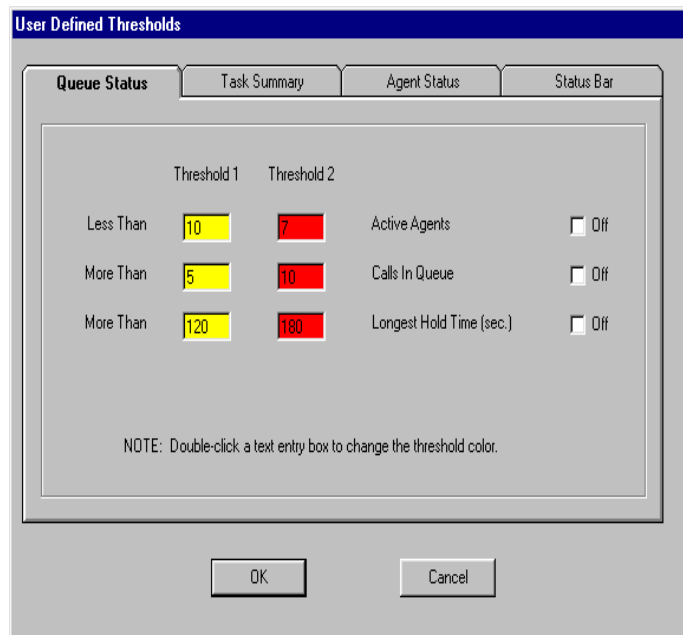 User Defined Thresholds
Queue Status Task Summary Agent Status Status Bar
Threshold 1 Threshold 2
Less Than 10 7 Active Agents Off
More Than 5 10 Calls In Queue Off
More Than 120 180 Longest Hold Time (sec.) Off
NOTE: Double-click a text entry box to change the threshold color.
OK Cancel